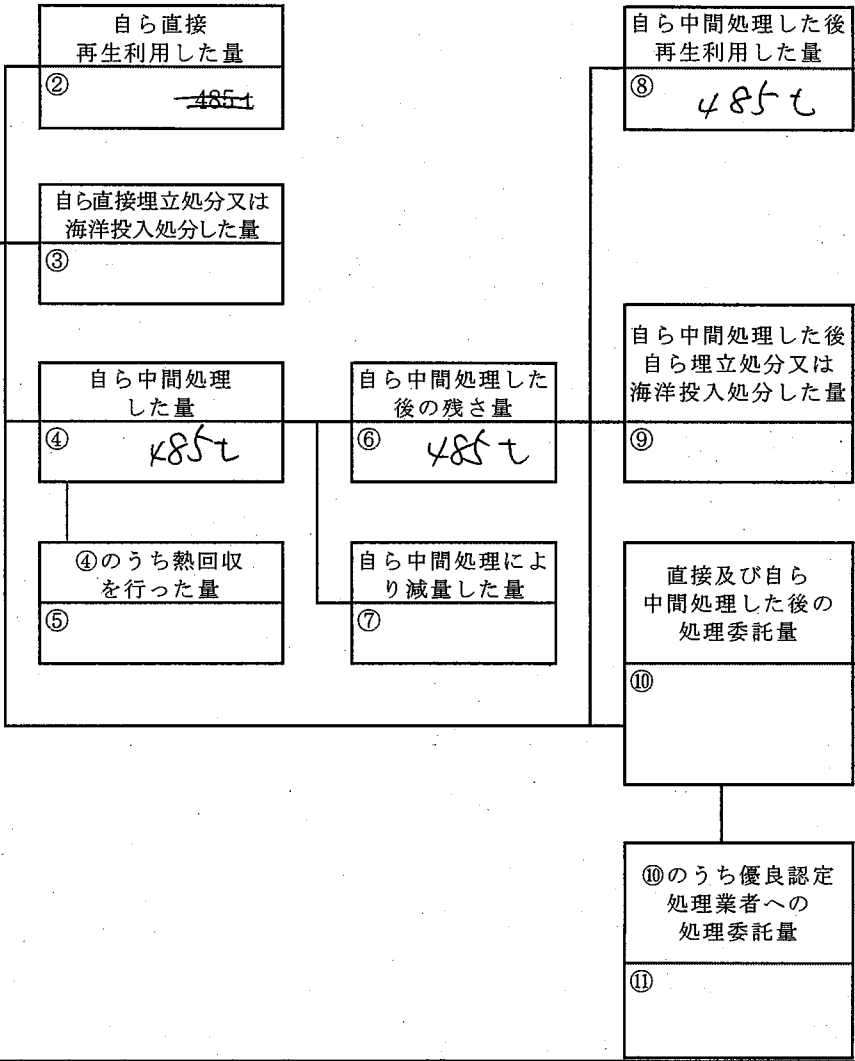 自ら直接
再生利用した量
②
485t
自ら直接埋立処分又は
海洋投入処分した量
③
自ら中間処理
した量
④
485t
④のうち熱回収
を行った量
⑤
自ら中間処理した
後の残さ量
⑥
485t
自ら中間処理によ
り減量した量
⑦
自ら中間処理した後
再生利用した量
⑧
485t
自ら中間処理した後
自ら埋立処分又は
海洋投入処分した量
⑨
直接及び自ら
中間処理した後の
処理委託量
⑩
⑩のうち優良認定
処理業者への
処理委託量
⑪